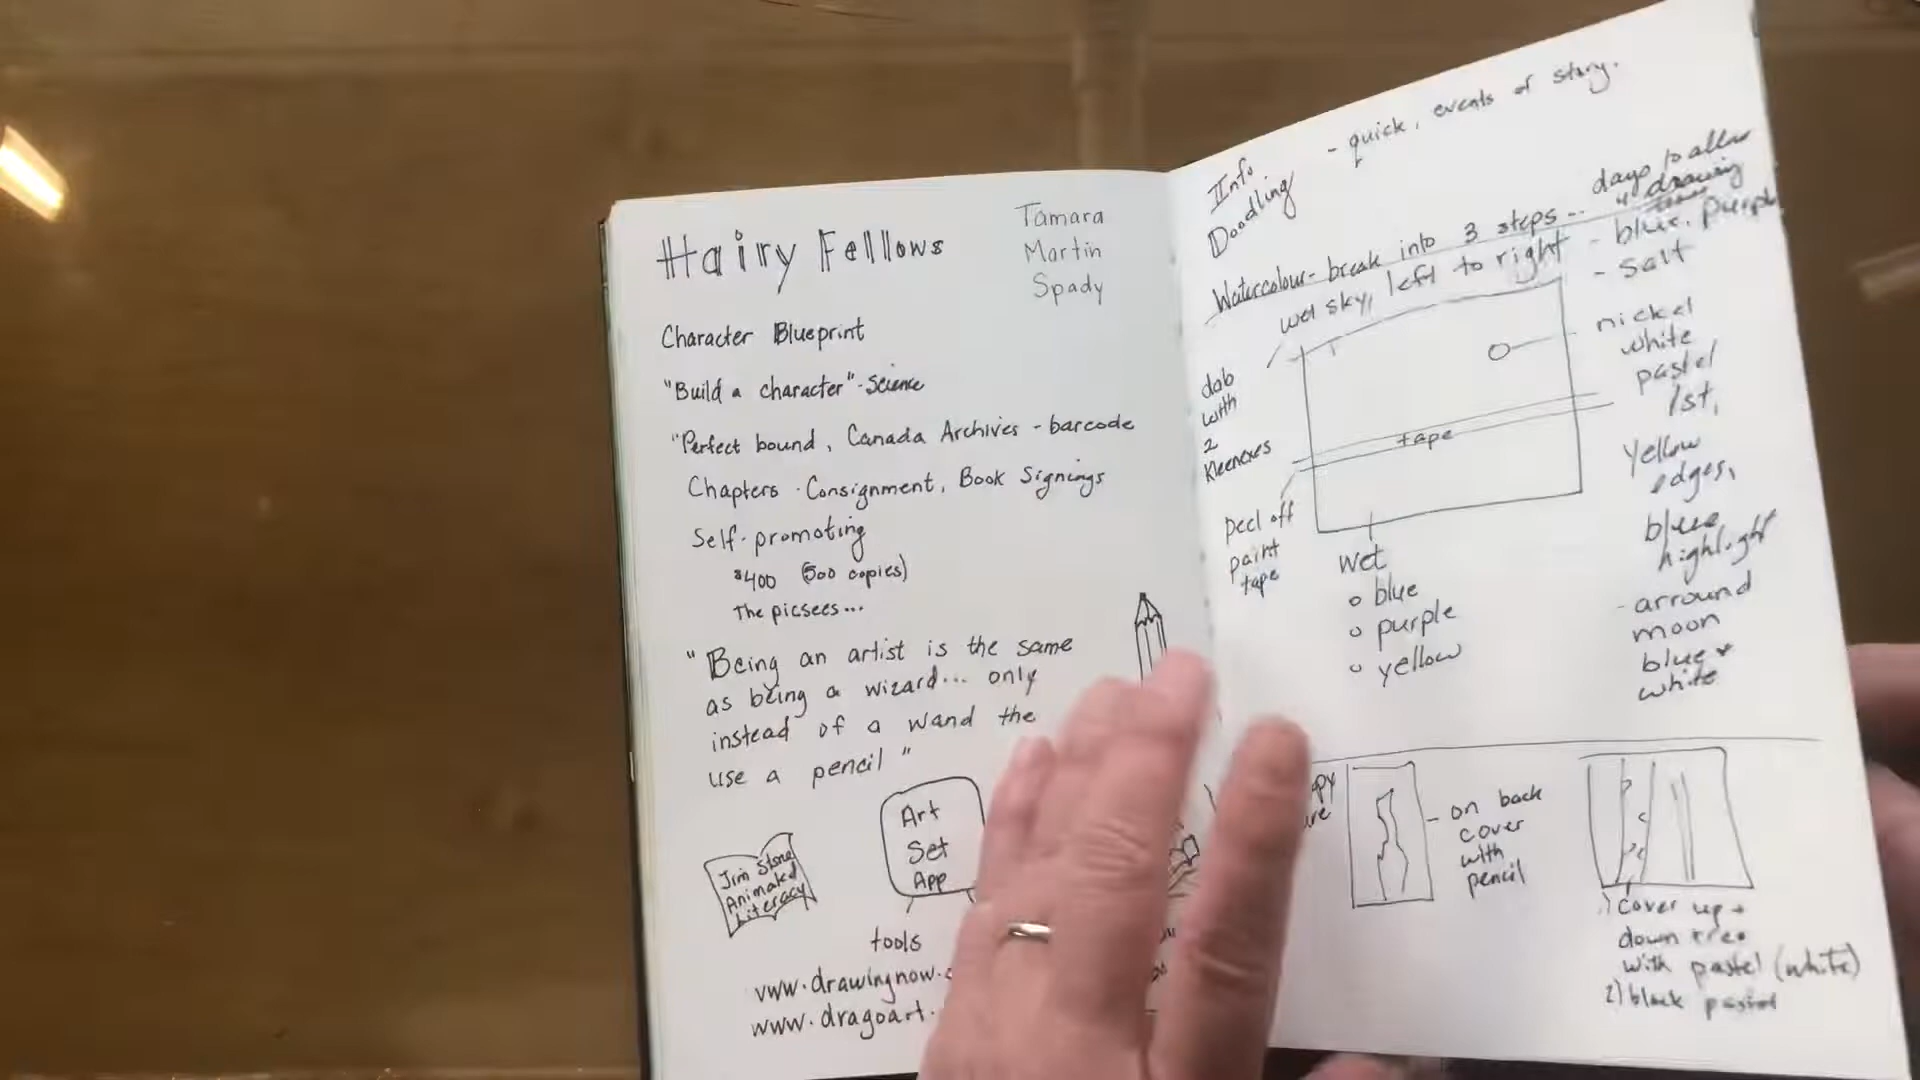 Hairy Fellows
Tamara
Martin
Spady
Character Blueprint
"Build a character" - Science
"Perfect bound, Canada Archives - barcode
Chapters - Consignment, Book Signings
Self-promoting
$400 (500 copies)
The picsees...
"Being an artist is the same
as being a wizard... only
instead of a wand the
use a pencil"
Jim Stone
Animated
Literacy
Art
Set
App
tools
www.drawingnow.c
www.dragoart.
Info
Doodling
- quick, events of story.
Watercolour - break into 3 steps... days to allow
drawing
wet sky, left to right - blue, purple
- salt
dab
with
2
Kleenexes
tape
peel off
paint
tape
wet
o blue
o purple
o yellow
nickel
white
pastel
1st,
Yellow
edges,
blue
highlight
- arround
moon
blue +
white
- on back
cover
with
pencil
1) cover up +
down tree
with pastel (white)
2) black pastel